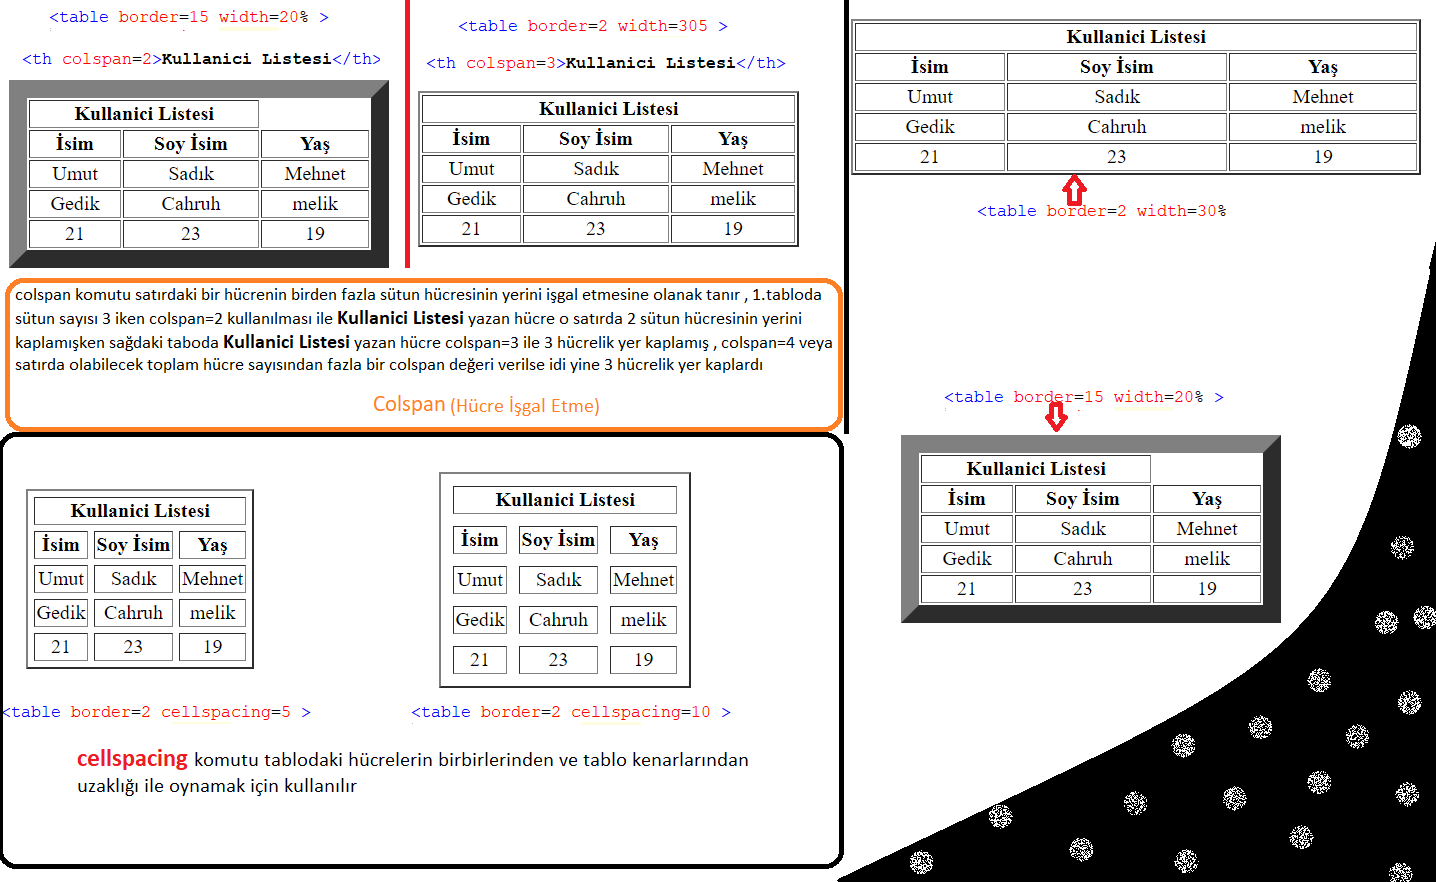 <table border=15 width=20% >
<th colspan=2>Kullanici Listesi</th>
Kullanici Listesi
İsim Soy İsim Yaş
Umut Sadık Mehnet
Gedik Cahruh melik
21 23 19
<table border=2 width=305 >
<th colspan=3>Kullanici Listesi</th>
Kullanici Listesi
İsim Soy İsim Yaş
Umut Sadık Mehnet
Gedik Cahruh melik
21 23 19
Kullanici Listesi
İsim Soy İsim Yaş
Umut Sadık Mehnet
Gedik Cahruh melik
21 23 19
<table border=2 width=30%
colspan komutu satırdaki bir hücrenin birden fazla sütun hücresinin yerini işgal etmesine olanak tanır , 1.tabloda
sütun sayısı 3 iken colspan=2 kullanılması ile Kullanici Listesi yazan hücre o satırda 2 sütun hücresinin yerini
kaplamışken sağdaki taboda Kullanici Listesi yazan hücre colspan=3 ile 3 hücrelik yer kaplamış , colspan=4 veya
satırda olabilecek toplam hücre sayısından fazla bir colspan değeri verilse idi yine 3 hücrelik yer kaplardı
Colspan (Hücre İşgal Etme)
<table border=15 width=20% >
Kullanici Listesi
İsim Soy İsim Yaş
Umut Sadık Mehnet
Gedik Cahruh melik
21 23 19
Kullanici Listesi
İsim Soy İsim Yaş
Umut Sadık Mehnet
Gedik Cahruh melik
21 23 19
<table border=2 cellspacing=5 >
Kullanici Listesi
İsim Soy İsim Yaş
Umut Sadık Mehnet
Gedik Cahruh melik
21 23 19
<table border=2 cellspacing=10 >
cellspacing komutu tablodaki hücrelerin birbirlerinden ve tablo kenarlarından
uzaklığı ile oynamak için kullanılır